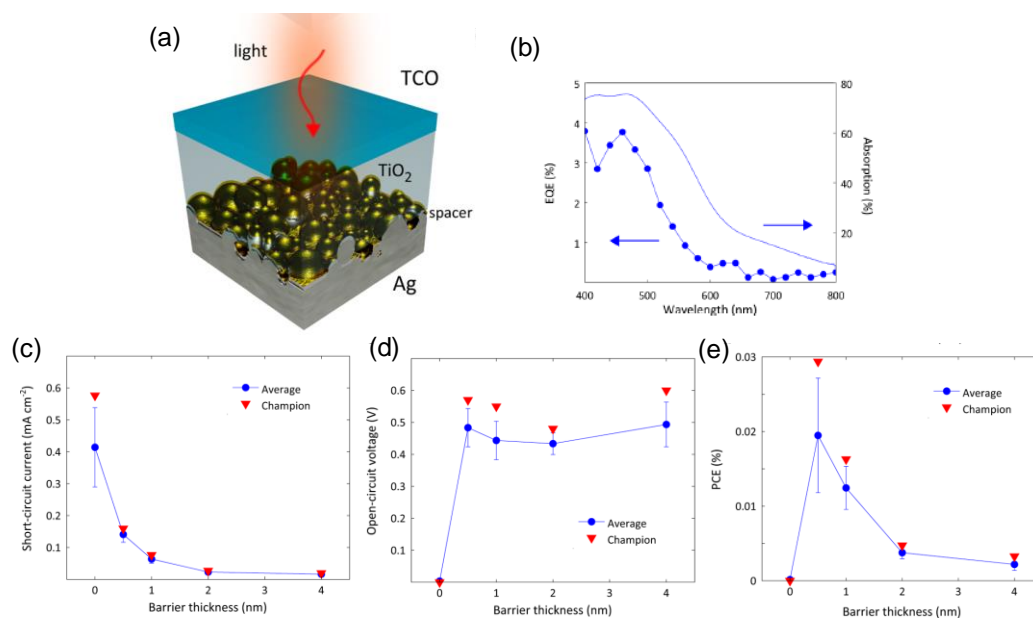 (a)
light
TCO
TiO2
spacer
Ag
(b)
5
4
3
2
1
EQE (%)
80
60
40
20
Absorption (%)
400 500 600 700 800
Wavelength (nm)
(c)
0.6
0.5
0.4
0.3
0.2
0.1
Short-circuit current (mA cm-2)
Average
Champion
0 1 2 3 4
Barrier thickness (nm)
(d)
0.6
0.5
0.4
0.3
0.2
0.1
Open-circuit voltage (V)
Average
Champion
0 1 2 3 4
Barrier thickness (nm)
(e)
0.03
0.02
0.01
0
PCE (%)
Average
Champion
0 1 2 3 4
Barrier thickness (nm)